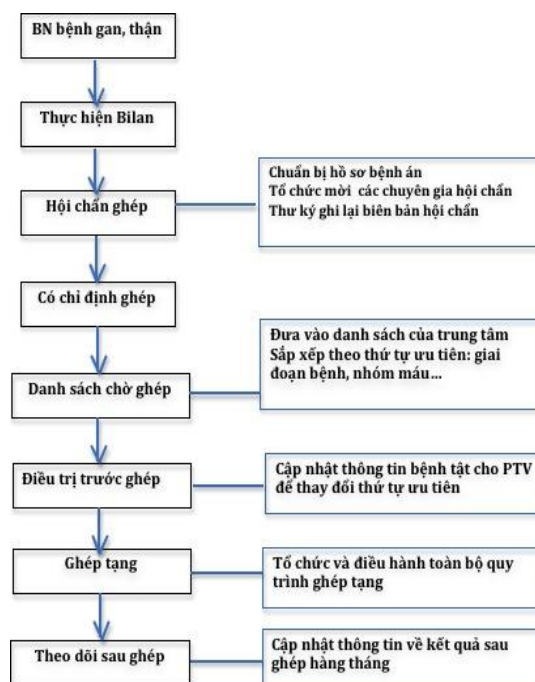 BN bệnh gan, thận
Thực hiện Bilan
Hội chẩn ghép
Chuẩn bị hồ sơ bệnh án
Tổ chức mời các chuyên gia hội chẩn
Thư ký ghi lại biên bản hội chẩn
Có chỉ định ghép
Danh sách chờ ghép
Đưa vào danh sách của trung tâm
Sắp xếp theo thứ tự ưu tiên: giai
đoạn bệnh, nhóm máu...
Điều trị trước ghép
Cập nhật thông tin bệnh tật cho PTV
để thay đổi thứ tự ưu tiên
Ghép tạng
Tổ chức và điều hành toàn bộ quy
trình ghép tạng
Theo dõi sau ghép
Cập nhật thông tin về kết quả sau
ghép hàng tháng